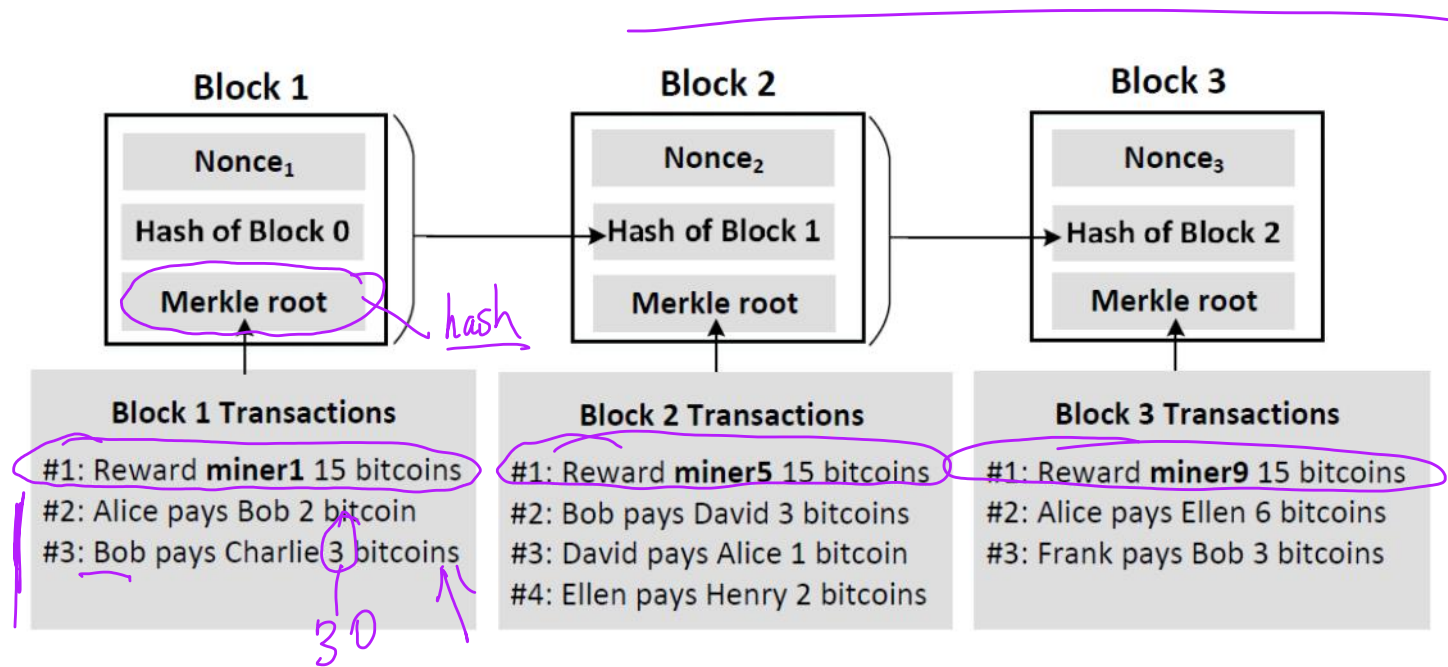 Block 1
Nonce₁
Hash of Block 0
Merkle root
hash
Block 1 Transactions
#1: Reward miner1 15 bitcoins
#2: Alice pays Bob 2 bitcoin
#3: Bob pays Charlie 3 bitcoins
30
Block 2
Nonce₂
Hash of Block 1
Merkle root
Block 2 Transactions
#1: Reward miner5 15 bitcoins
#2: Bob pays David 3 bitcoins
#3: David pays Alice 1 bitcoin
#4: Ellen pays Henry 2 bitcoins
Block 3
Nonce₃
Hash of Block 2
Merkle root
Block 3 Transactions
#1: Reward miner9 15 bitcoins
#2: Alice pays Ellen 6 bitcoins
#3: Frank pays Bob 3 bitcoins